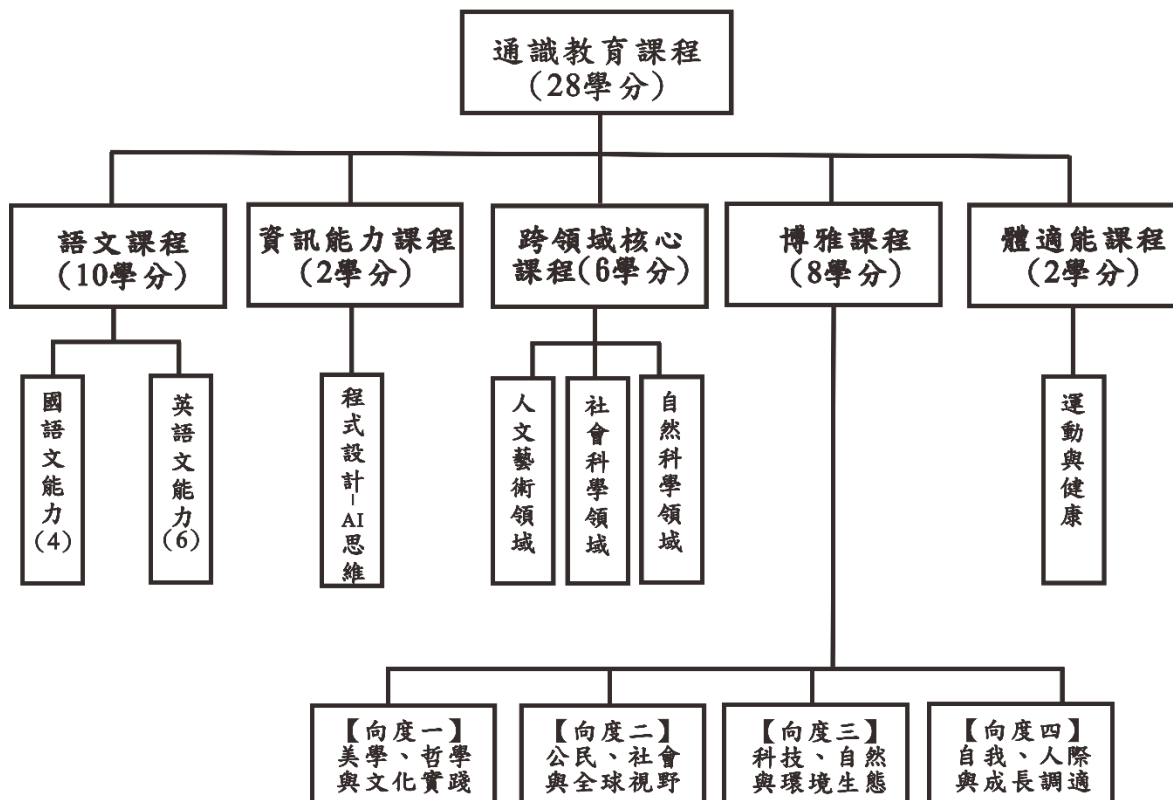 通識教育課程
(28學分)
語文課程
(10學分)
資訊能力課程
(2學分)
跨領域核心
課程(6學分)
博雅課程
(8學分)
體適能課程
(2學分)
國語文能力(4)
英語文能力(6)
程式設計-AI思維
人文藝術領域
社會科學領域
自然科學領域
運動與健康
【向度一】
美學、哲學
與文化實踐
【向度二】
公民、社會
與全球視野
【向度三】
科技、自然
與環境生態
【向度四】
自我、人際
與成長調適